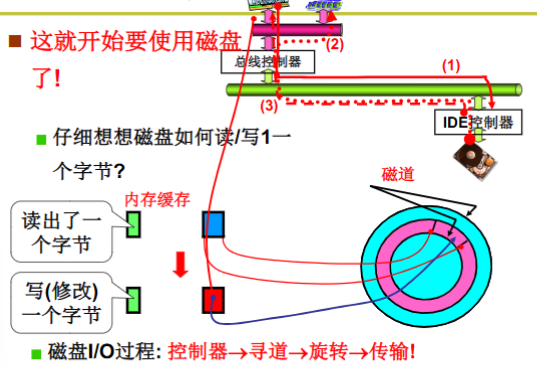 这就开始要使用磁盘
了!
(2)
总线控制器
(1)
(3)
IDE控制器
仔细想想磁盘如何读/写1一
个字节?
磁道
内存缓存
读出了一
个字节
写(修改)
一个字节
磁盘I/O过程: 控制器→寻道→旋转→传输!